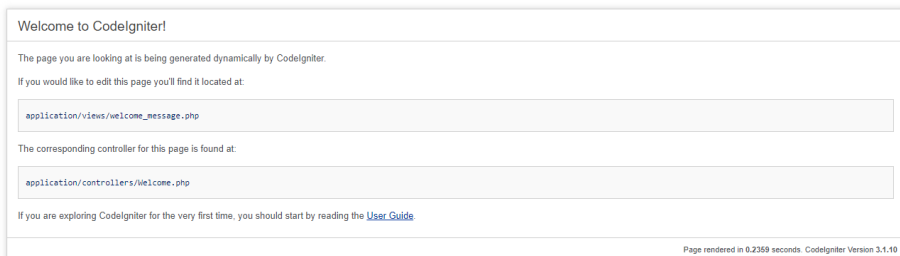 Welcome to CodeIgniter!
The page you are looking at is being generated dynamically by CodeIgniter.
If you would like to edit this page you'll find it located at:
application/views/welcome_message.php
The corresponding controller for this page is found at:
application/controllers/Welcome.php
If you are exploring CodeIgniter for the very first time, you should start by reading the User Guide.
Page rendered in 0.2359 seconds. CodeIgniter Version 3.1.10